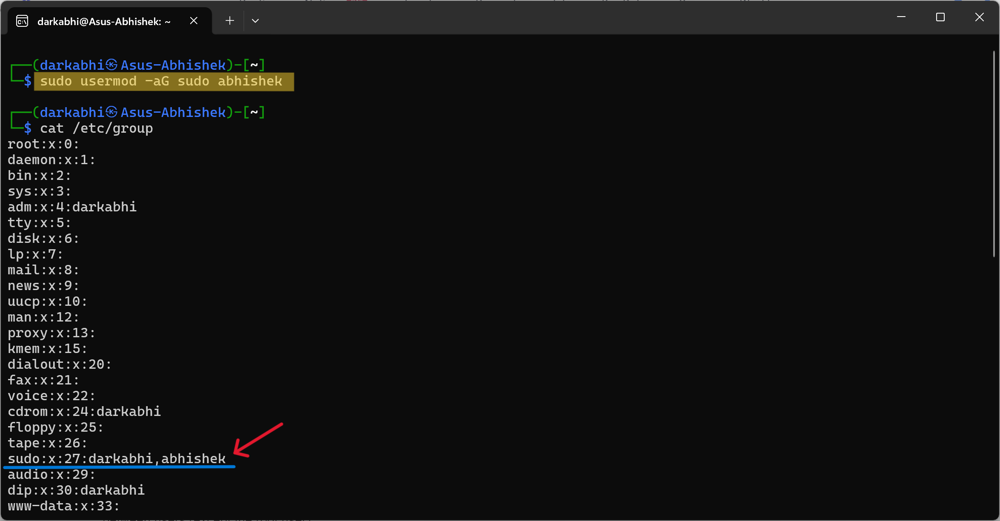 darkabhi@Asus-Abhishek: ~
(darkabhi㉿Asus-Abhishek)-[~]
$ sudo usermod -aG sudo abhishek
(darkabhi㉿Asus-Abhishek)-[~]
$ cat /etc/group
root:x:0:
daemon:x:1:
bin:x:2:
sys:x:3:
adm:x:4:darkabhi
tty:x:5:
disk:x:6:
lp:x:7:
mail:x:8:
news:x:9:
uucp:x:10:
man:x:12:
proxy:x:13:
kmem:x:15:
dialout:x:20:
fax:x:21:
voice:x:22:
cdrom:x:24:darkabhi
floppy:x:25:
tape:x:26:
sudo:x:27:darkabhi,abhishek
audio:x:29:
dip:x:30:darkabhi
www-data:x:33: